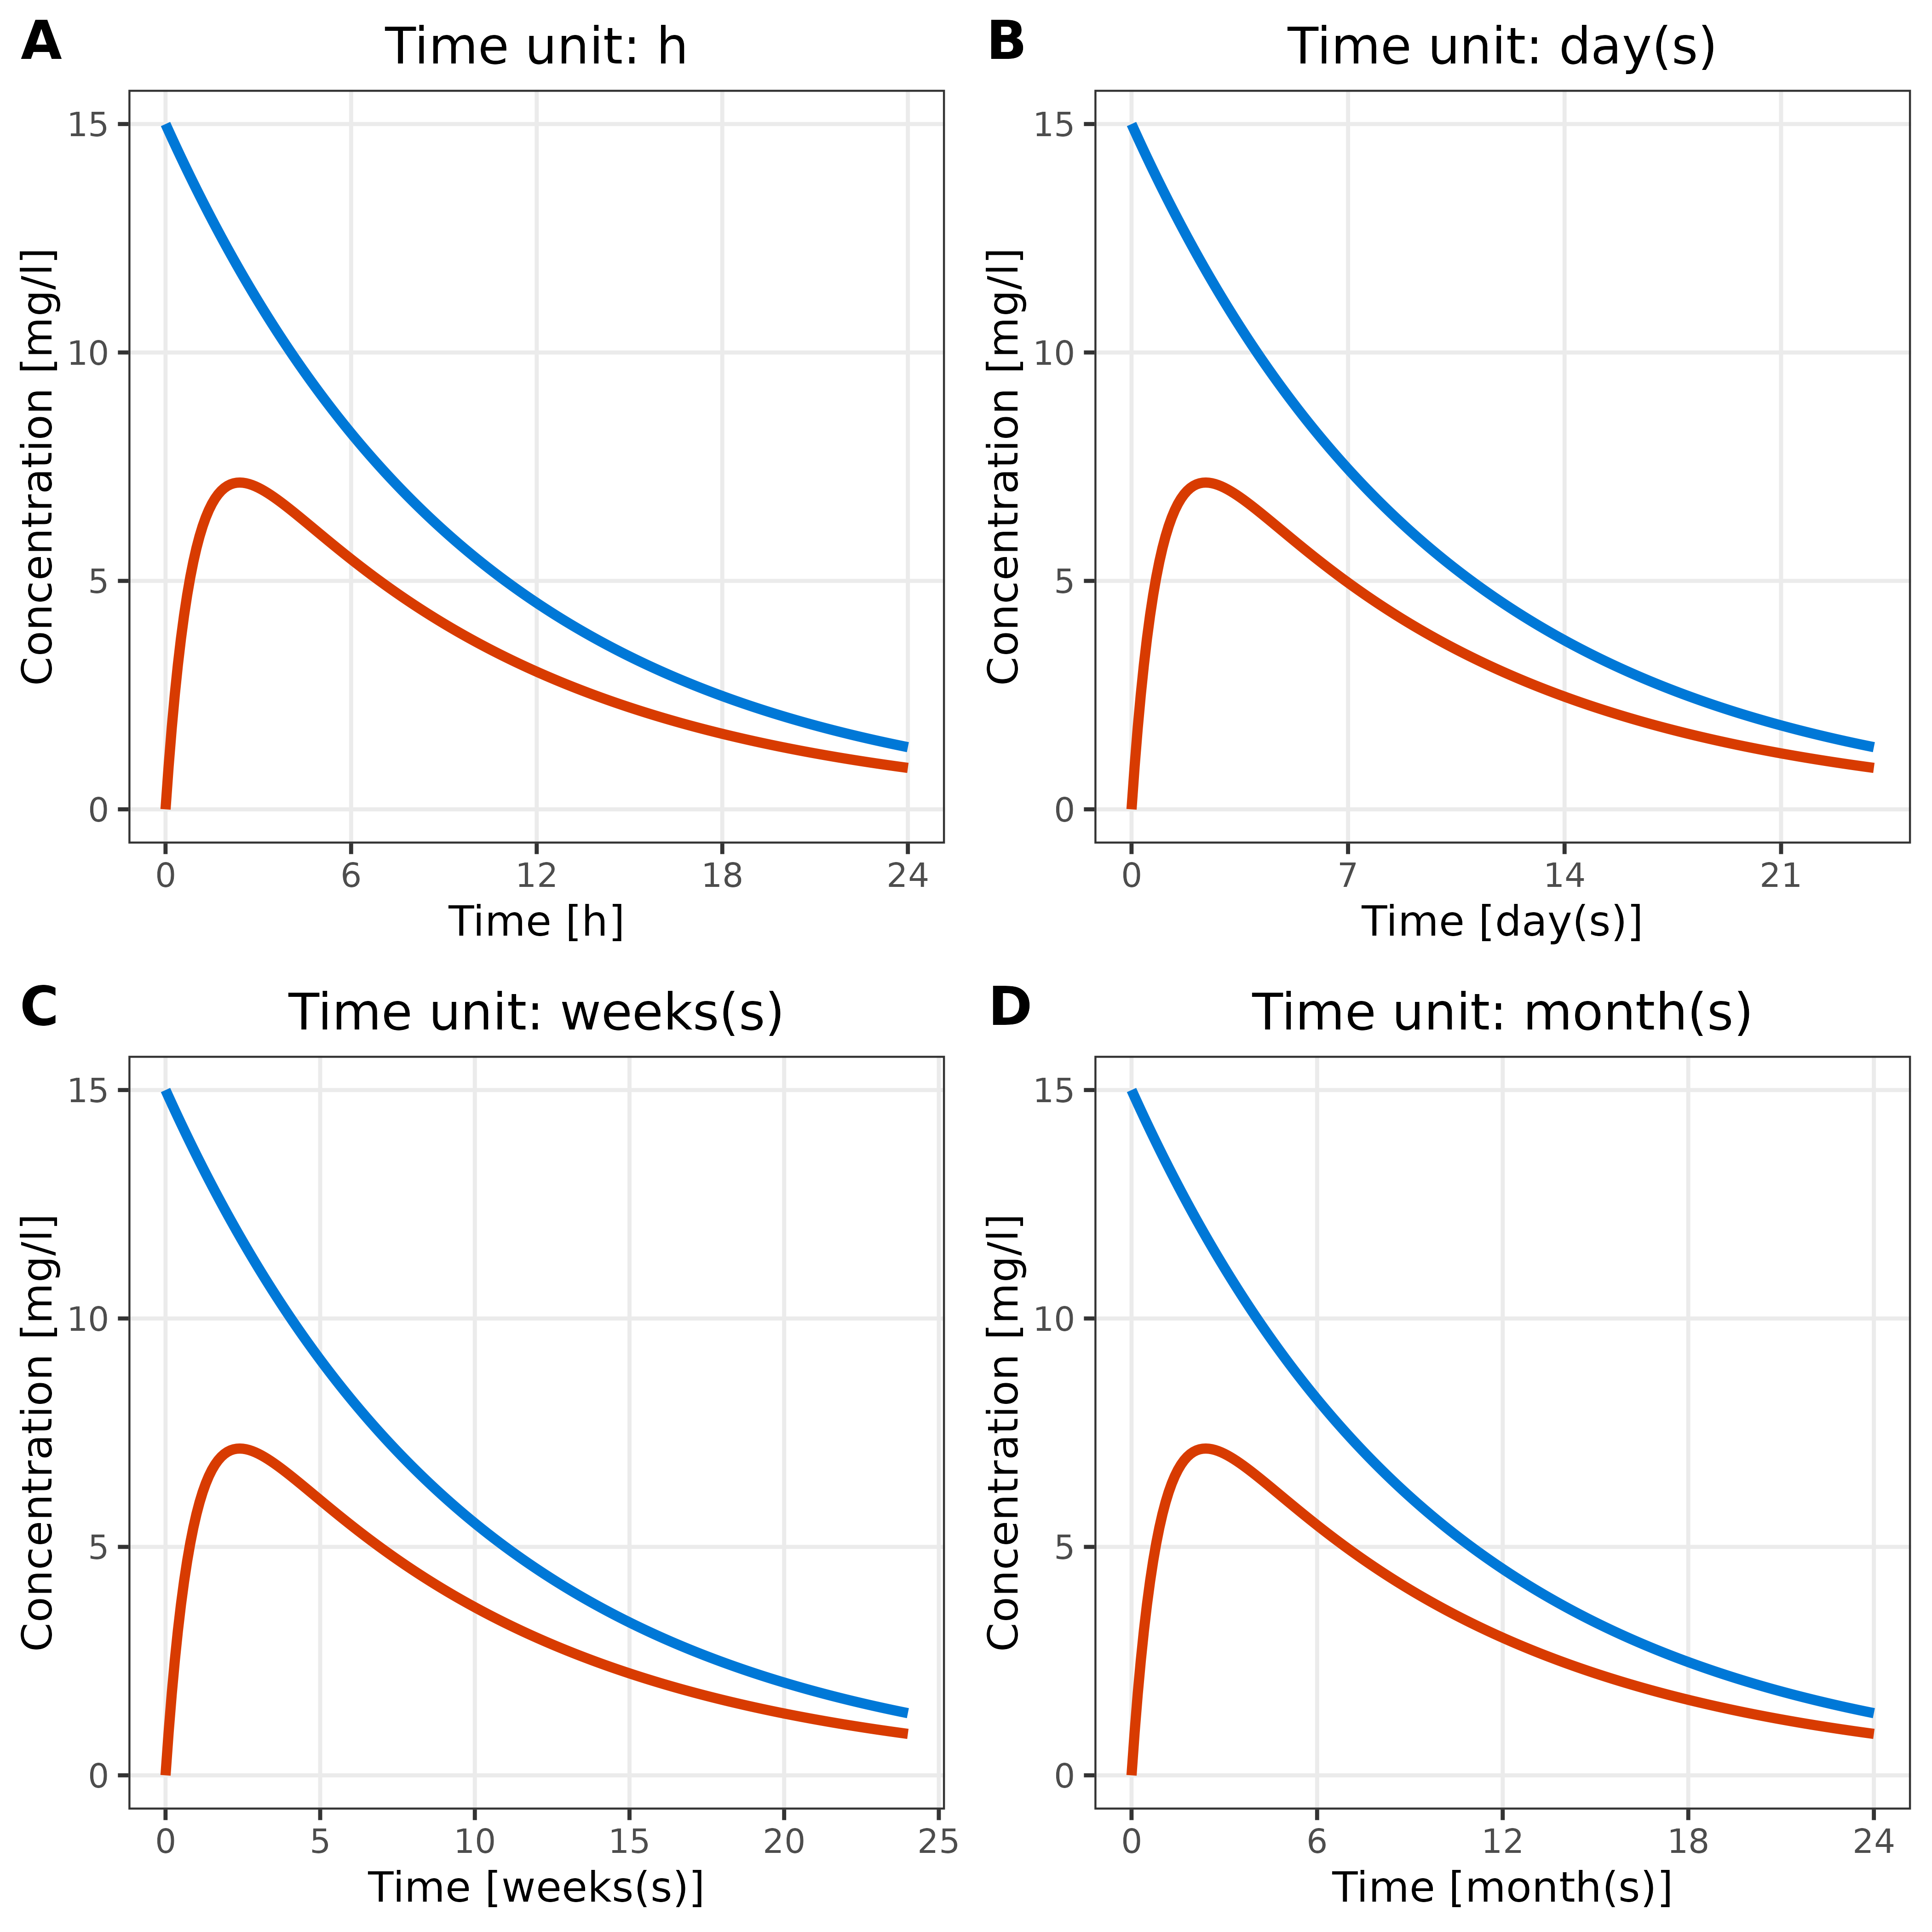 A
Time unit: h
Concentration [mg/l]
15
10
5
0
0 6 12 18 24
Time [h]
B
Time unit: day(s)
Concentration [mg/l]
15
10
5
0
0 7 14 21
Time [day(s)]
C
Time unit: weeks(s)
Concentration [mg/l]
15
10
5
0
0 5 10 15 20 25
Time [weeks(s)]
D
Time unit: month(s)
Concentration [mg/l]
15
10
5
0
0 6 12 18 24
Time [month(s)]